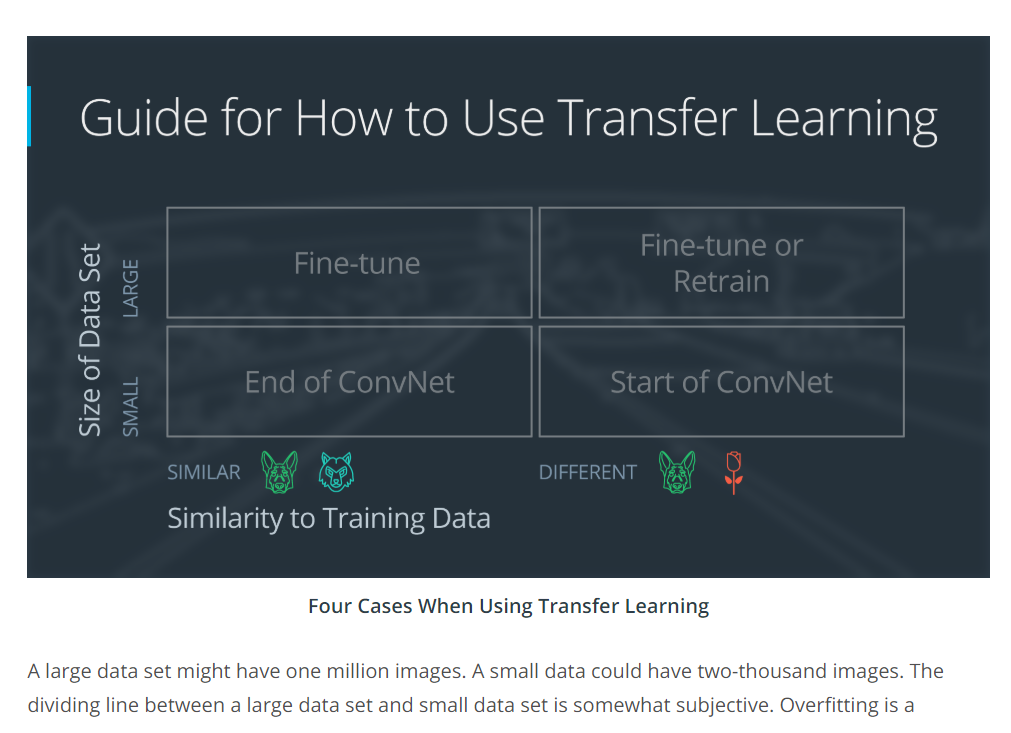 Guide for How to Use Transfer Learning
Size of Data Set
LARGE
SMALL
Fine-tune
Fine-tune or
Retrain
End of ConvNet
Start of ConvNet
SIMILAR
DIFFERENT
Similarity to Training Data
Four Cases When Using Transfer Learning
A large data set might have one million images. A small data could have two-thousand images. The
dividing line between a large data set and small data set is somewhat subjective. Overfitting is a